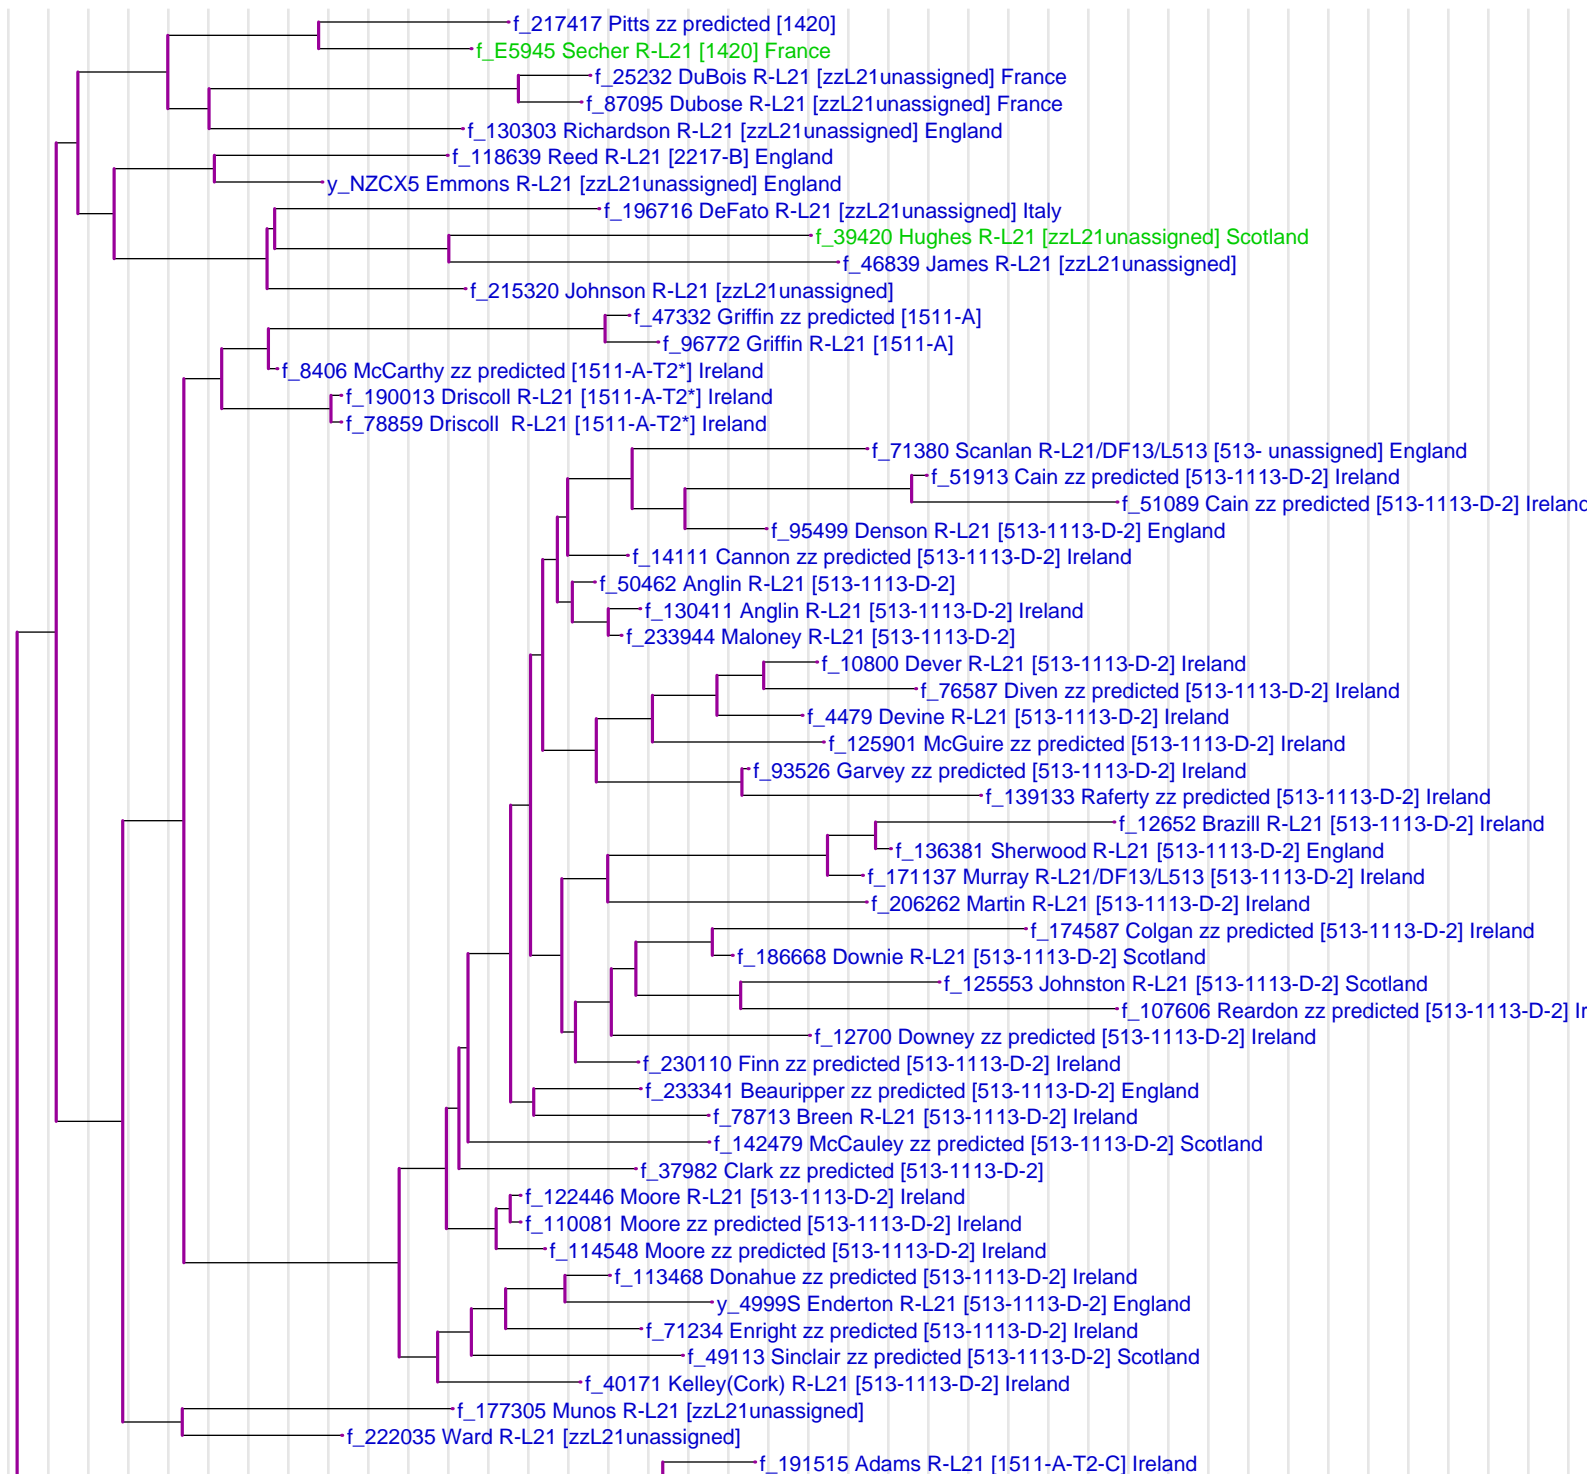 f_217417 Pitts zz predicted [1420]
f_E5945 Secher R-L21 [1420] France
f_25232 DuBois R-L21 [zzL21unassigned] France
f_87095 Dubose R-L21 [zzL21unassigned] France
f_130303 Richardson R-L21 [zzL21unassigned] England
f_118639 Reed R-L21 [2217-B] England
y_NZCX5 Emmons R-L21 [zzL21unassigned] England
f_196716 DeFato R-L21 [zzL21unassigned] Italy
f_39420 Hughes R-L21 [zzL21unassigned] Scotland
f_46839 James R-L21 [zzL21unassigned]
f_215320 Johnson R-L21 [zzL21unassigned]
f_47332 Griffin zz predicted [1511-A]
f_96772 Griffin R-L21 [1511-A]
f_8406 McCarthy zz predicted [1511-A-T2*] Ireland
f_190013 Driscoll R-L21 [1511-A-T2*] Ireland
f_78859 Driscoll  R-L21 [1511-A-T2*] Ireland
f_71380 Scanlan R-L21/DF13/L513 [513- unassigned] England
f_51913 Cain zz predicted [513-1113-D-2] Ireland
f_51089 Cain zz predicted [513-1113-D-2] Ireland
f_95499 Denson R-L21 [513-1113-D-2] England
f_14111 Cannon zz predicted [513-1113-D-2] Ireland
f_50462 Anglin R-L21 [513-1113-D-2]
f_130411 Anglin R-L21 [513-1113-D-2] Ireland
f_233944 Maloney R-L21 [513-1113-D-2]
f_10800 Dever R-L21 [513-1113-D-2] Ireland
f_76587 Diven zz predicted [513-1113-D-2] Ireland
f_4479 Devine R-L21 [513-1113-D-2] Ireland
f_125901 McGuire zz predicted [513-1113-D-2] Ireland
f_93526 Garvey zz predicted [513-1113-D-2] Ireland
f_139133 Raferty zz predicted [513-1113-D-2] Ireland
f_12652 Brazill R-L21 [513-1113-D-2] Ireland
f_136381 Sherwood R-L21 [513-1113-D-2] England
f_171137 Murray R-L21/DF13/L513 [513-1113-D-2] Ireland
f_206262 Martin R-L21 [513-1113-D-2] Ireland
f_174587 Colgan zz predicted [513-1113-D-2] Ireland
f_186668 Downie R-L21 [513-1113-D-2] Scotland
f_125553 Johnston R-L21 [513-1113-D-2] Scotland
f_107606 Reardon zz predicted [513-1113-D-2] Ir
f_12700 Downey zz predicted [513-1113-D-2] Ireland
f_230110 Finn zz predicted [513-1113-D-2] Ireland
f_233341 Beauripper zz predicted [513-1113-D-2] England
f_78713 Breen R-L21 [513-1113-D-2] Ireland
f_142479 McCauley zz predicted [513-1113-D-2] Scotland
f_37982 Clark zz predicted [513-1113-D-2]
f_122446 Moore R-L21 [513-1113-D-2] Ireland
f_110081 Moore zz predicted [513-1113-D-2] Ireland
f_114548 Moore zz predicted [513-1113-D-2] Ireland
f_113468 Donahue zz predicted [513-1113-D-2] Ireland
y_4999S Enderton R-L21 [513-1113-D-2] England
f_71234 Enright zz predicted [513-1113-D-2] Ireland
f_49113 Sinclair zz predicted [513-1113-D-2] Scotland
f_40171 Kelley(Cork) R-L21 [513-1113-D-2] Ireland
f_177305 Munos R-L21 [zzL21unassigned]
f_222035 Ward R-L21 [zzL21unassigned]
f_191515 Adams R-L21 [1511-A-T2-C] Ireland